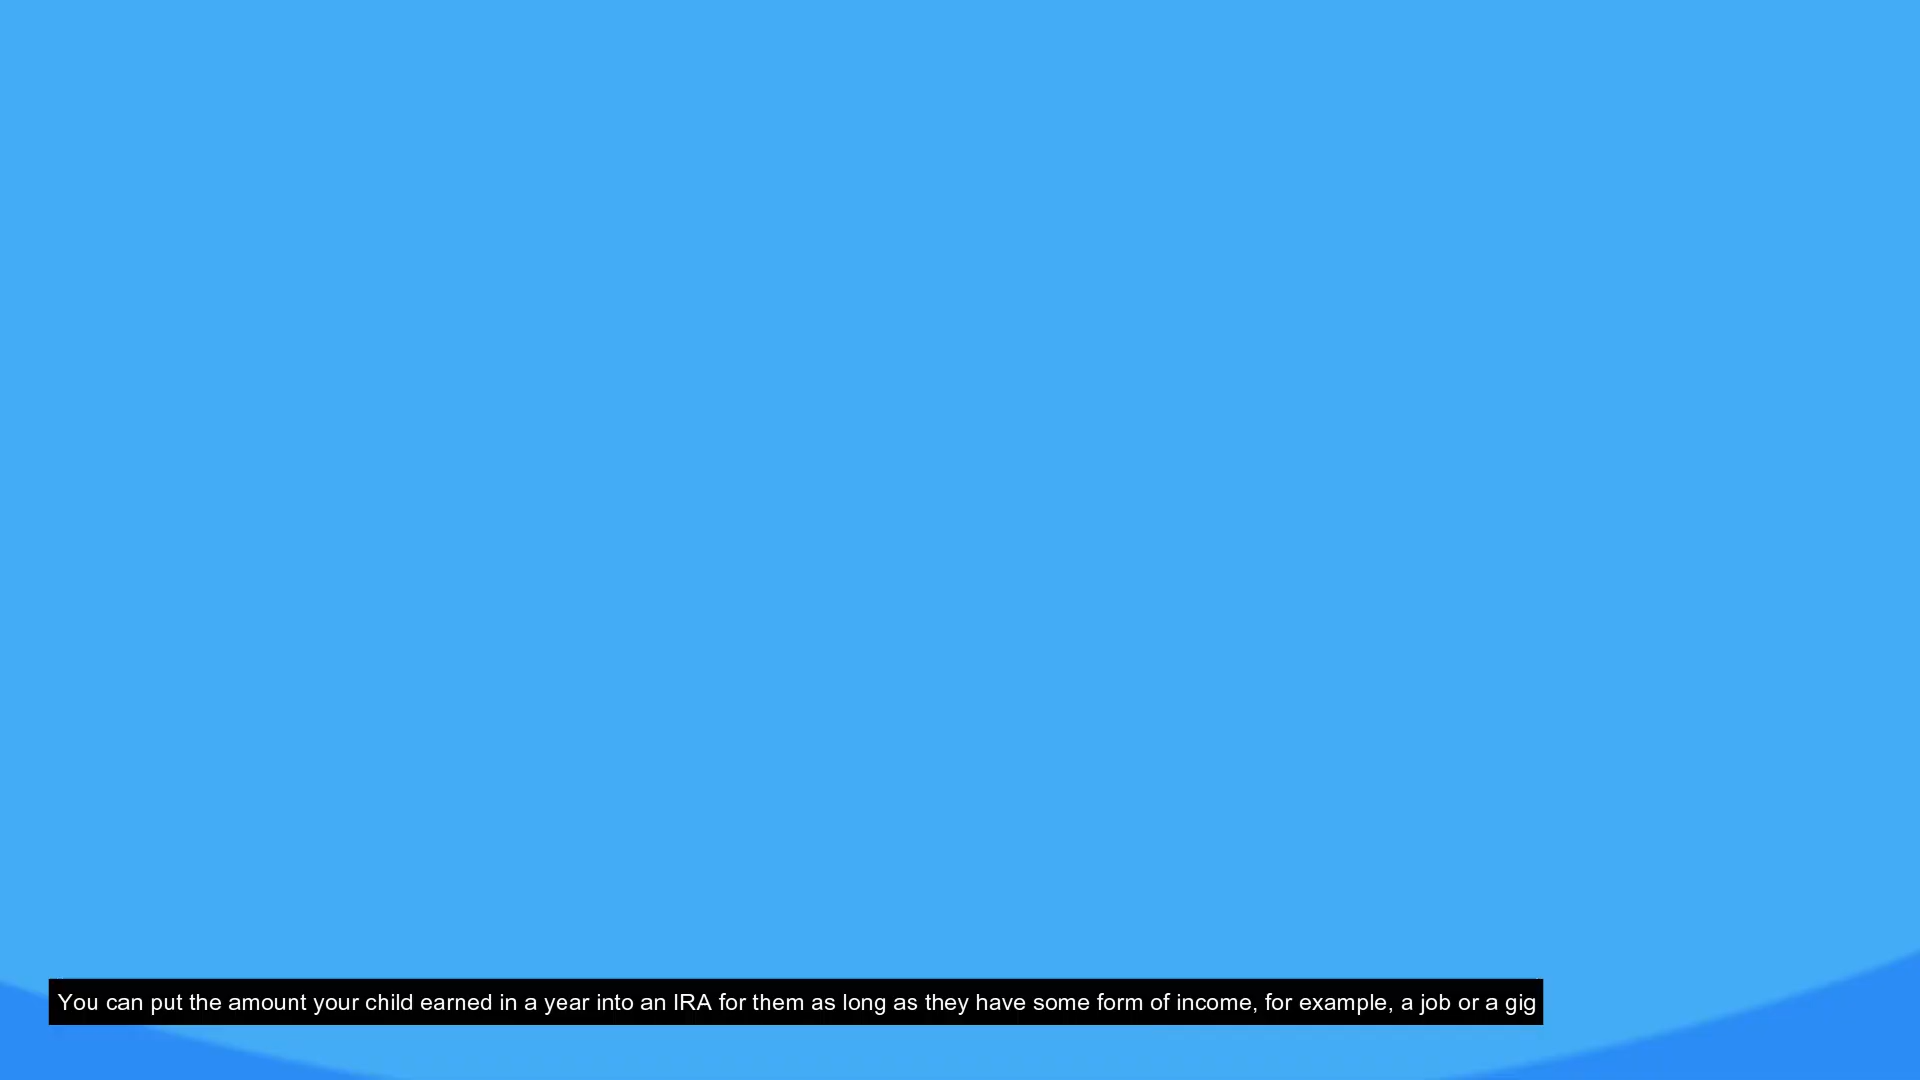 You can put the amount your child earned in a year into an IRA for them as long as they have some form of income, for example, a job or a gig